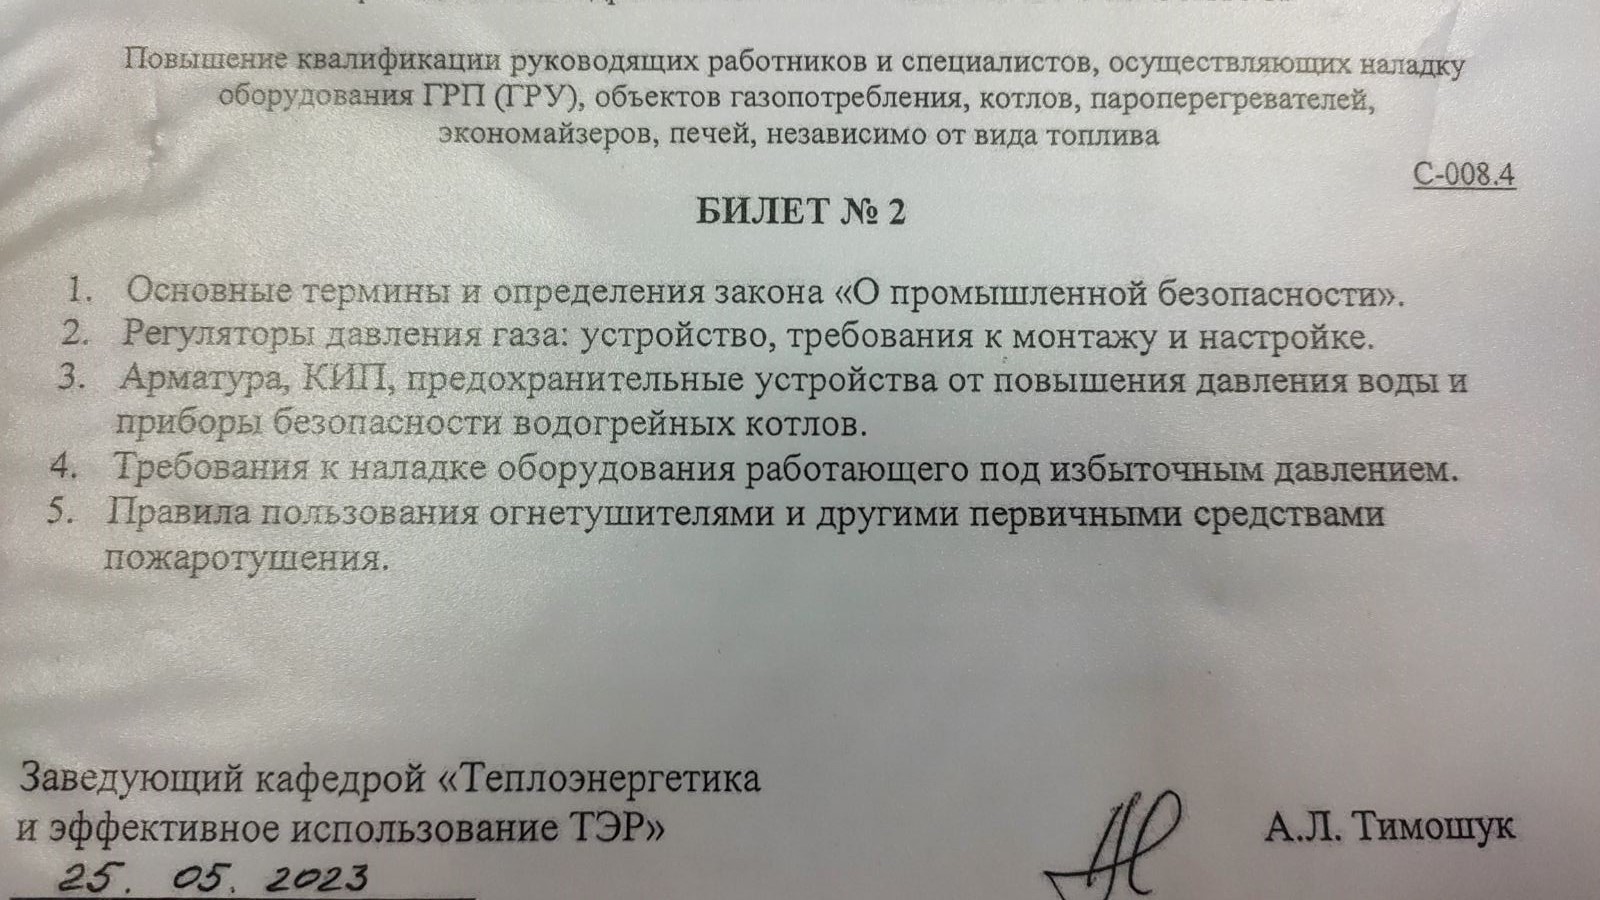 Повышение квалификации руководящих работников и специалистов, осуществляющих наладку
оборудования ГРП (ГРУ), объектов газопотребления, котлов, пароперегревателей,
экономайзеров, печей, независимо от вида топлива
С-008.4
БИЛЕТ № 2
1. Основные термины и определения закона «О промышленной безопасности».
2. Регуляторы давления газа: устройство, требования к монтажу и настройке.
3. Арматура, КИП, предохранительные устройства от повышения давления воды и
приборы безопасности водогрейных котлов.
4. Требования к наладке оборудования работающего под избыточным давлением.
5. Правила пользования огнетушителями и другими первичными средствами
пожаротушения.
Заведующий кафедрой «Теплоэнергетика
и эффективное использование ТЭР»
А.Л. Тимошук
25. 05. 2023